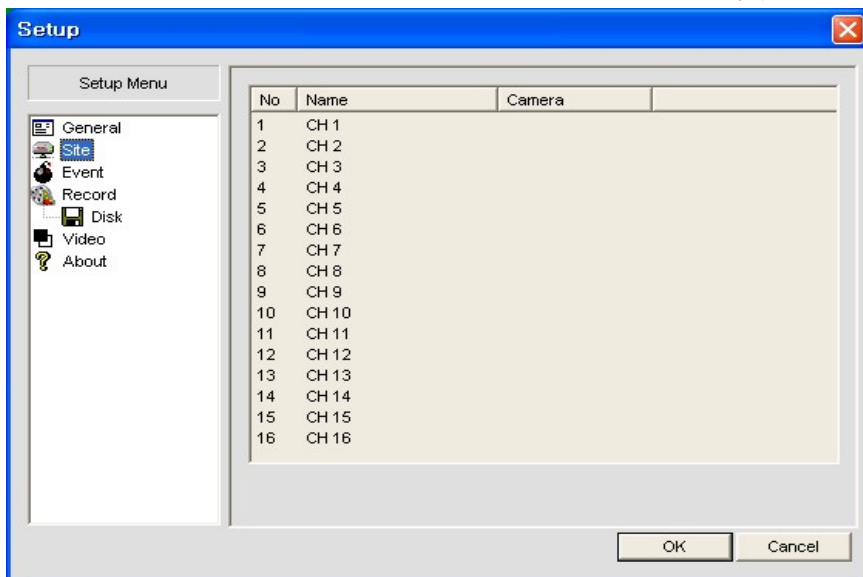 Setup
Setup Menu
General
Site
Event
Record
Disk
Video
About
No Name Camera
1 CH 1
2 CH 2
3 CH 3
4 CH 4
5 CH 5
6 CH 6
7 CH 7
8 CH 8
9 CH 9
10 CH 10
11 CH 11
12 CH 12
13 CH 13
14 CH 14
15 CH 15
16 CH 16
OK Cancel